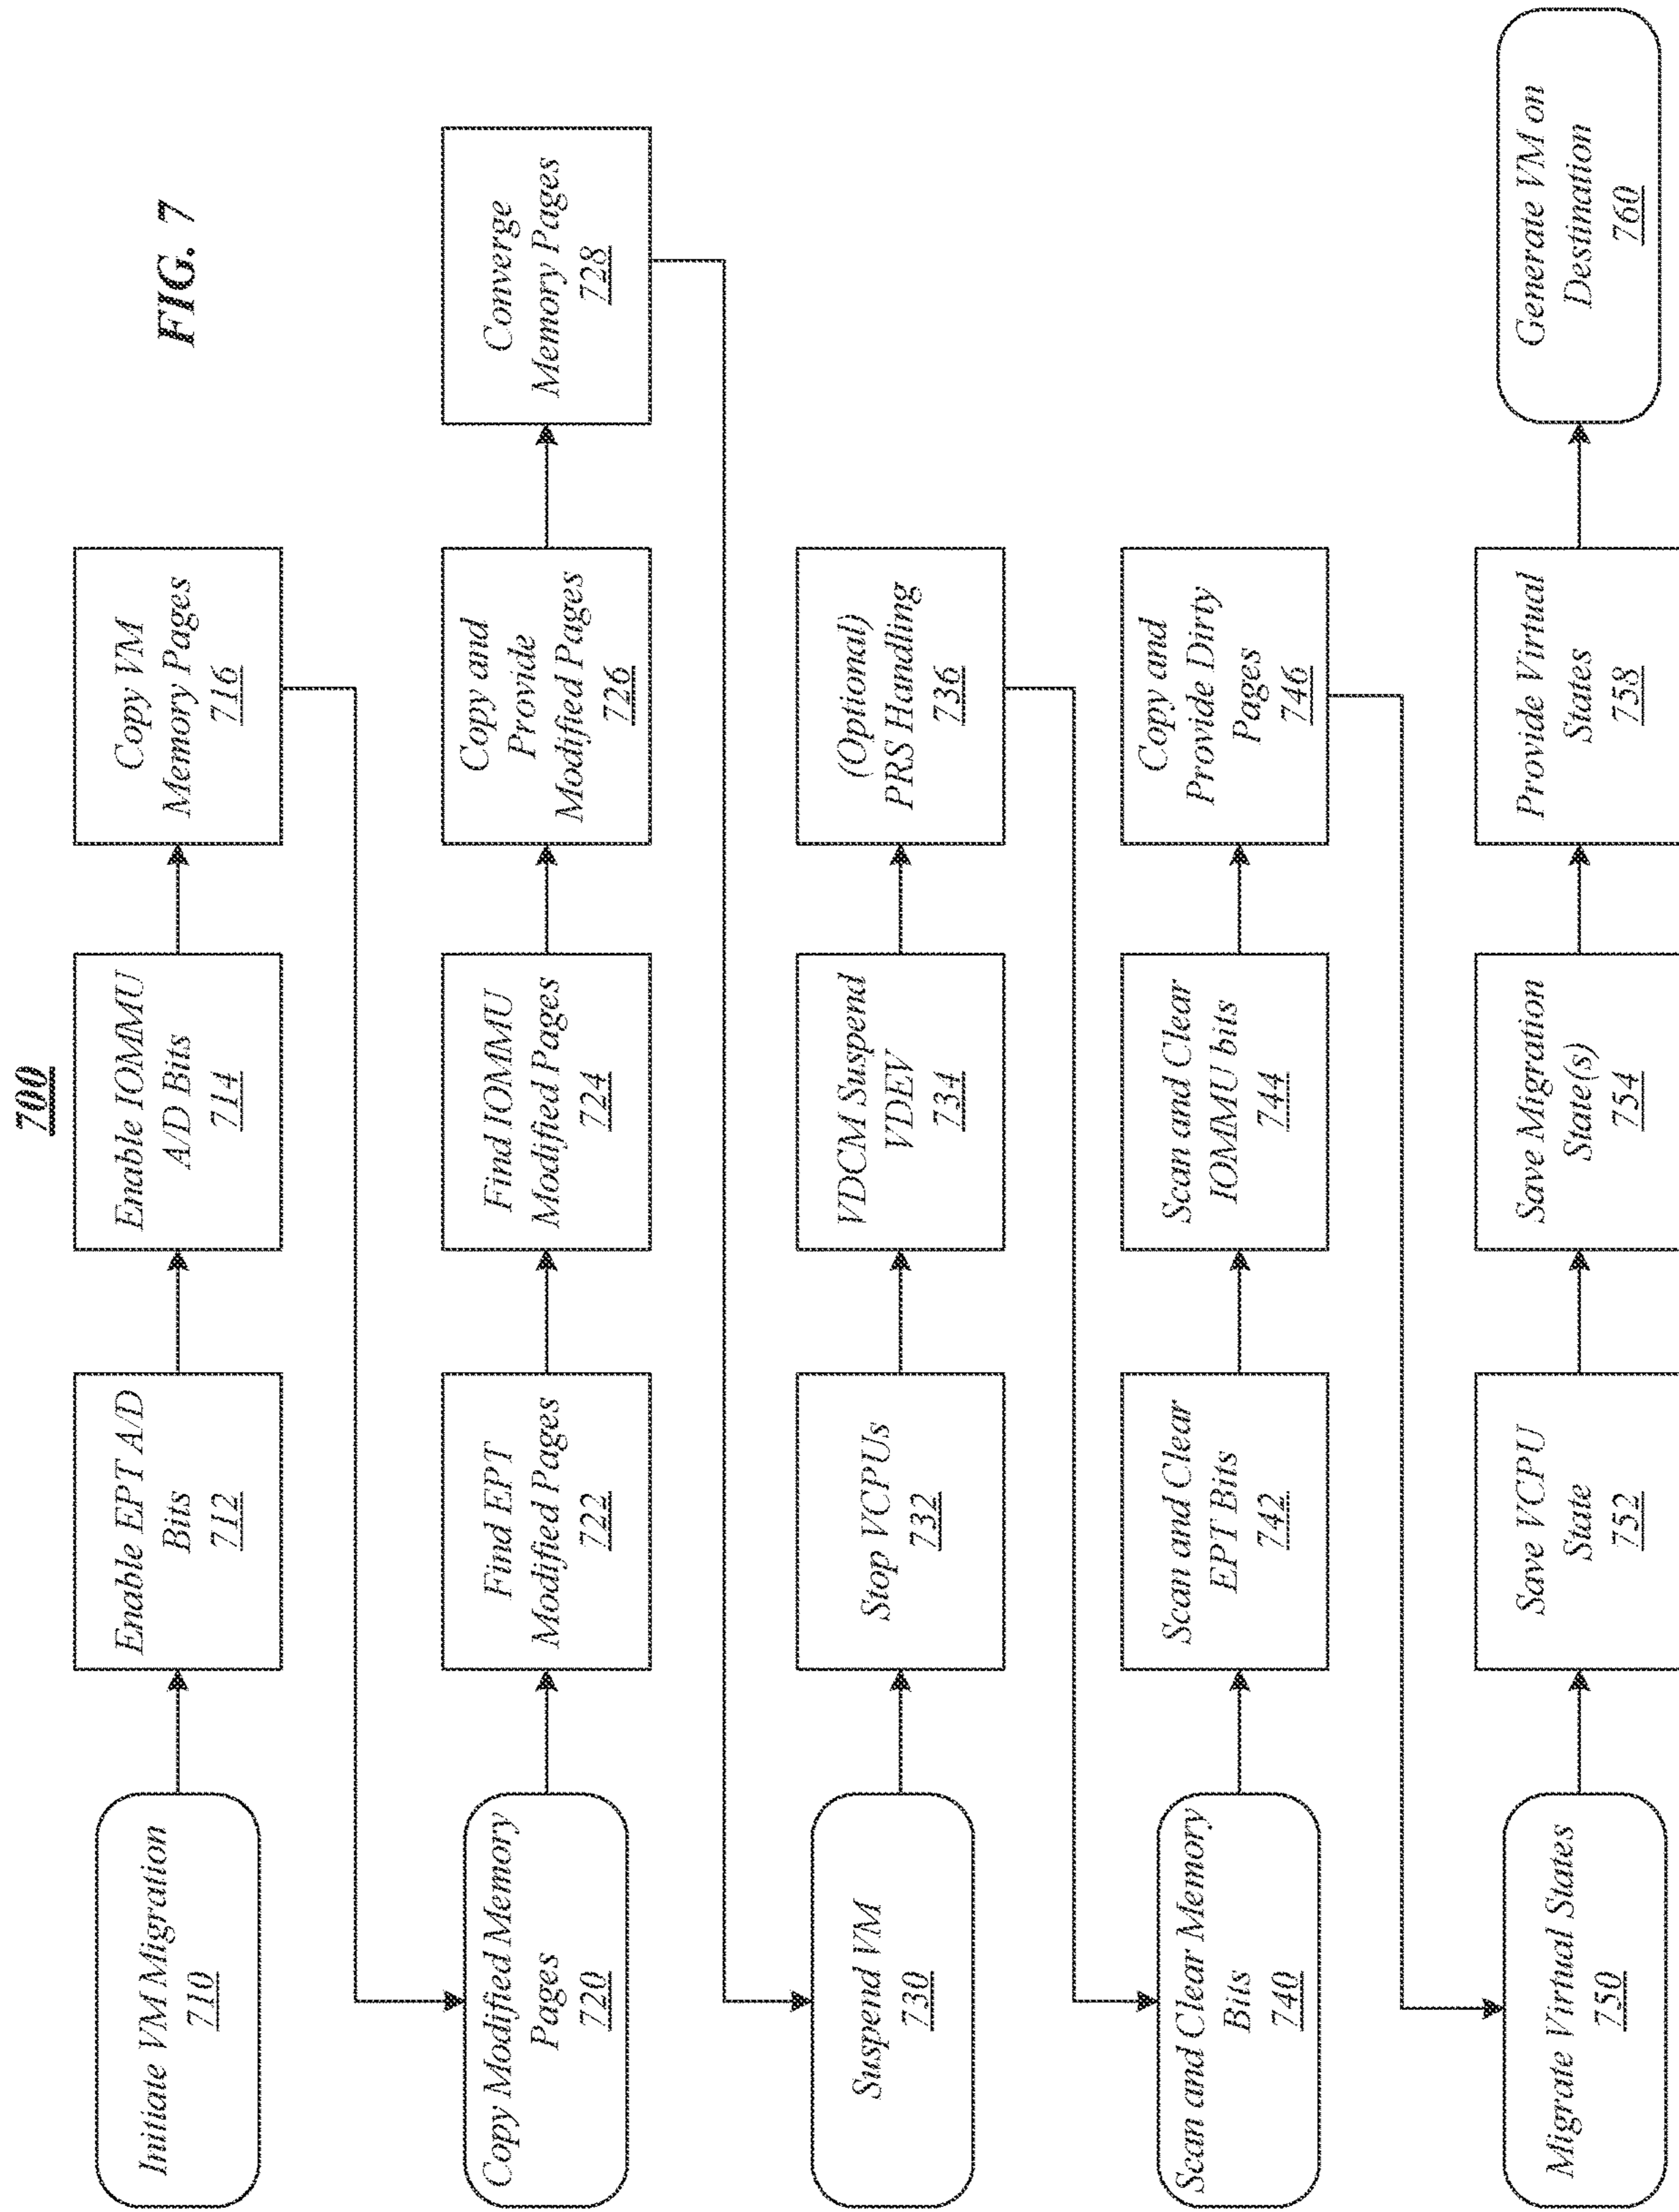 700
FIG. 7
Initiate VM Migration
710
Enable EPT A/D
Bits
712
Enable IOMMU
A/D Bits
714
Copy VM
Memory Pages
716
Copy Modified Memory
Pages
720
Find EPT
Modified Pages
722
Find IOMMU
Modified Pages
724
Copy and
Provide
Modified Pages
726
Converge
Memory Pages
728
Suspend VM
730
Stop VCPUs
732
VDCM Suspend
VDEV
734
(Optional)
PRS Handling
736
Scan and Clear Memory
Bits
740
Scan and Clear
EPT Bits
742
Scan and Clear
IOMU bits
744
Copy and
Provide Dirty
Pages
746
Migrate Virtual States
750
Save VCPU
State
752
Save Migration
State(s)
754
Provide Virtual
States
758
Generate VM on
Destination
760